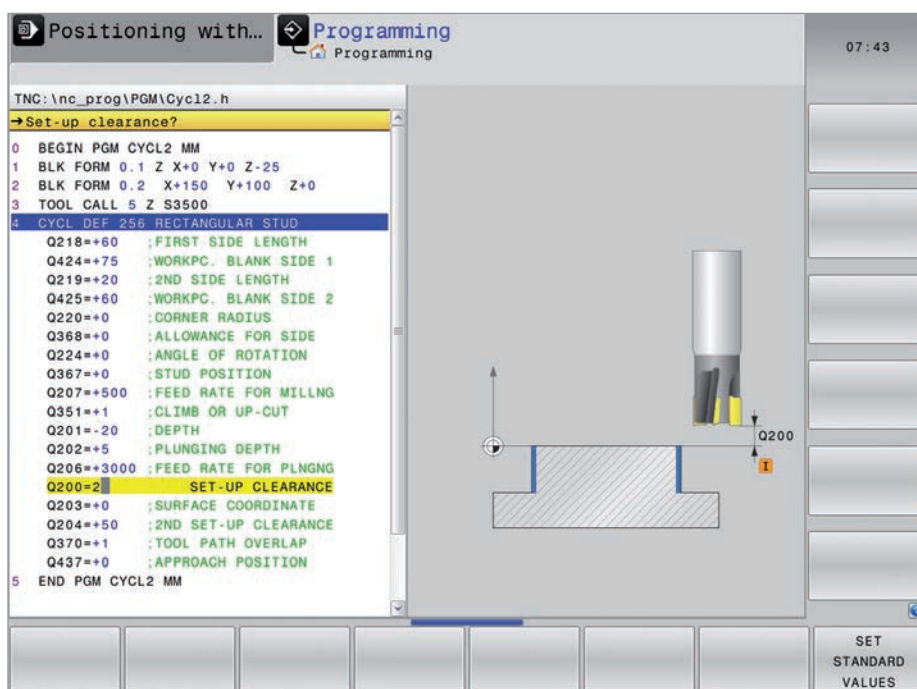 Positioning with…
Programming
Programming
07:43
TNC:\nc_prog\PGM\Cycl2.h
→Set-up clearance?
0 BEGIN PGM CYCL2 MM
1 BLK FORM 0.1 Z X+0 Y+0 Z-25
2 BLK FORM 0.2 X+150 Y+100 Z+0
3 TOOL CALL 5 Z S3500
4 CYCL DEF 256 RECTANGULAR STUD
Q218=+60 ;FIRST SIDE LENGTH
Q424=+75 ;WORKPC. BLANK SIDE 1
Q219=+20 ;2ND SIDE LENGTH
Q425=+60 ;WORKPC. BLANK SIDE 2
Q220=+0 ;CORNER RADIUS
Q368=+0 ;ALLOWANCE FOR SIDE
Q224=+0 ;ANGLE OF ROTATION
Q367=+0 ;STUD POSITION
Q207=+500 ;FEED RATE FOR MILLNG
Q351=+1 ;CLIMB OR UP-CUT
Q201=-20 ;DEPTH
Q202=+5 ;PLUNGING DEPTH
Q206=+3000 ;FEED RATE FOR PLNGNG
Q200=2 SET-UP CLEARANCE
Q203=+0 ;SURFACE COORDINATE
Q204=+50 ;2ND SET-UP CLEARANCE
Q370=+1 ;TOOL PATH OVERLAP
Q437=+0 ;APPROACH POSITION
5 END PGM CYCL2 MM
Q200
I
SET
STANDARD
VALUES